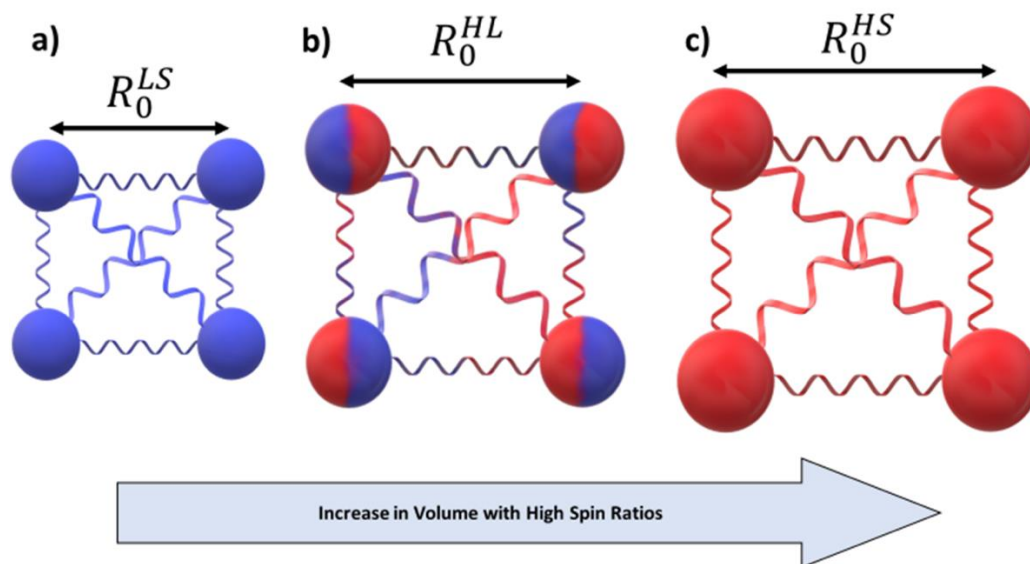 a)
R_0^{LS}
b)
R_0^{HL}
c)
R_0^{HS}
Increase in Volume with High Spin Ratios